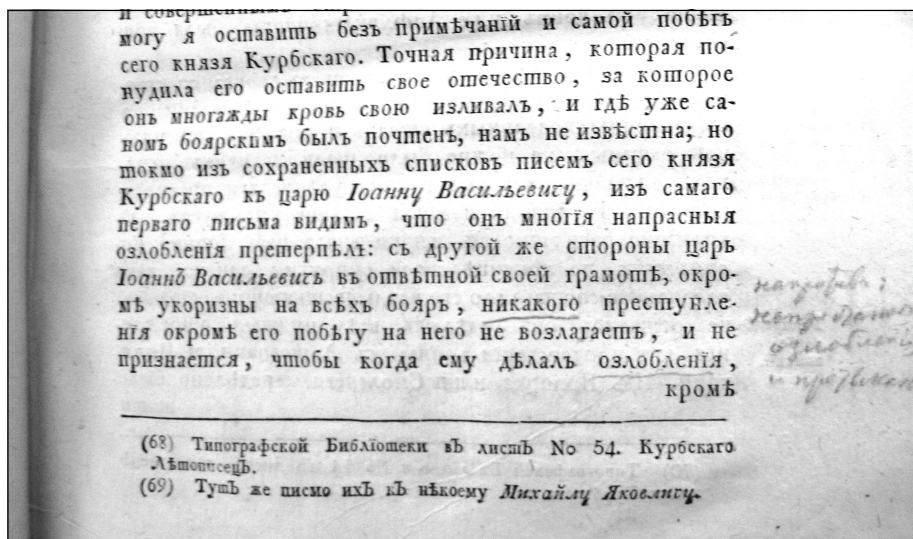 и совершеннымъ
могу я оставить безъ примѣчаній и самой побѣгъ
сего князя Курбскаго. Точная причина, которая по-
нудила его оставить свое отечество, за которое
онъ многажды кровь свою изливалъ, и гдѣ уже са-
номъ боярскимъ былъ почтенъ, намъ не извѣстна; но
токмо изъ сохраненныхъ списковъ писемъ сего князя
Курбскаго къ царю Іоанну Васильевичу, изъ самаго
перваго письма видимъ, что онъ многія напрасныя
озлобленія претерпѣлъ: съ другой же стороны царь
Іоаннъ Васильевичъ въ отвѣтной своей грамотѣ, окро-
мѣ укоризны на всѣхъ бояръ, никакого преступле-
нія окромѣ его побѣгу на него не возлагаетъ, и не
признается, чтобы когда ему дѣлалъ озлобленія,
кромѣ
напротивъ;
озлобленія
(68) Типографской Библіотеки въ листъ No 54. Курбскаго
Лѣтописецъ.
(69) Тутъ же писмо ихъ къ нѣкоему Михайлу Яковличу.